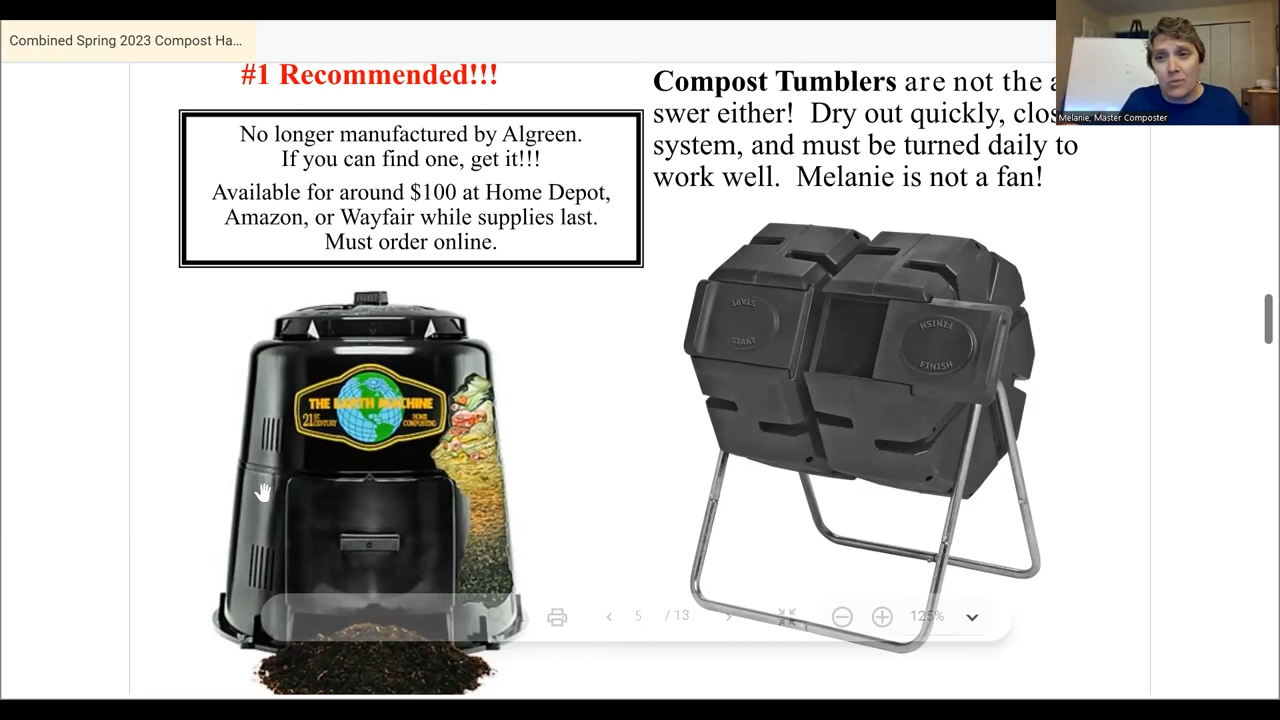 Combined Spring 2023 Compost Ha...
#1 Recommended!!!
No longer manufactured by Algreen.
If you can find one, get it!!!
Available for around $100 at Home Depot,
Amazon, or Wayfair while supplies last.
Must order online.
Compost Tumblers are not the a
swer either! Dry out quickly, clos
system, and must be turned daily to
work well. Melanie is not a fan!
Melanie, Master Composter
THE EARTH MACHINE
21ST CENTURY HOME COMPOSTING
START
START
FINISH
FINISH
5 / 13
125%